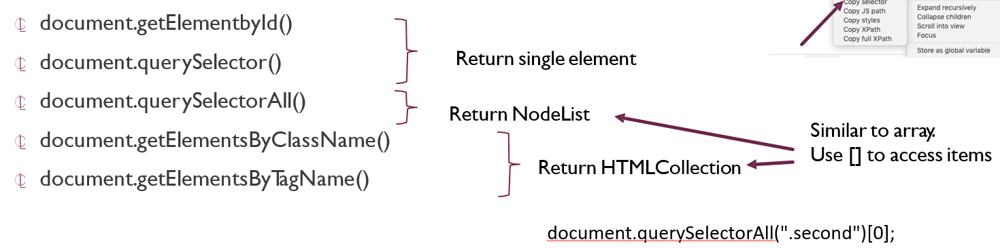 document.getElementbyId()
document.querySelector()
document.querySelectorAll()
document.getElementsByClassName()
document.getElementsByTagName()
Return single element
Return NodeList
Return HTMLCollection
Similar to array.
Use [] to access items
document.querySelectorAll(".second")[0];
Copy selector
Copy JS path
Copy styles
Copy XPath
Copy full XPath
Expand recursively
Collapse children
Scroll into view
Focus
Store as global variable